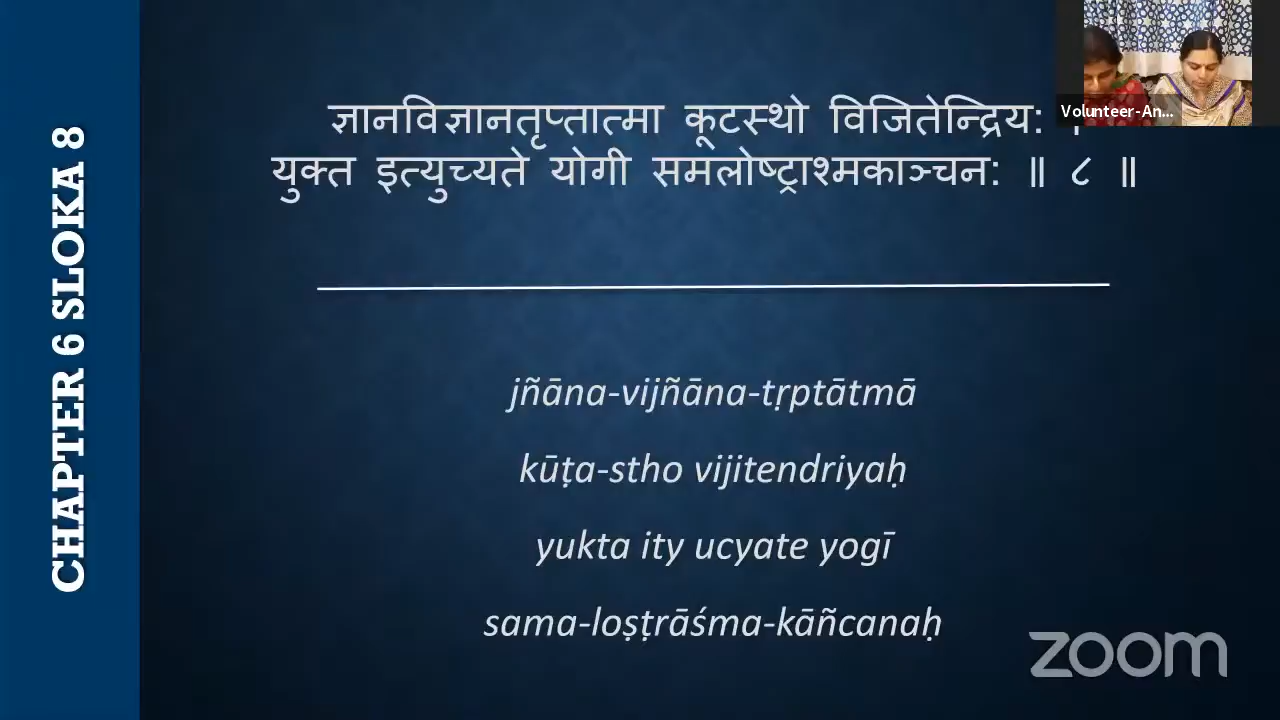 CHAPTER 6 SLOKA 8
ज्ञानविज्ञानतृप्तात्मा कूटस्थो विजितेन्द्रिय: ।
युक्त इत्युच्यते योगी समलोष्ट्राश्मकाञ्चन: ॥ ८ ॥
jñāna-vijñāna-tṛptātmā
kūṭa-stho vijitendriyaḥ
yukta ity ucyate yogī
sama-loṣṭrāśma-kāñcanaḥ
Volunteer-An...
zoom